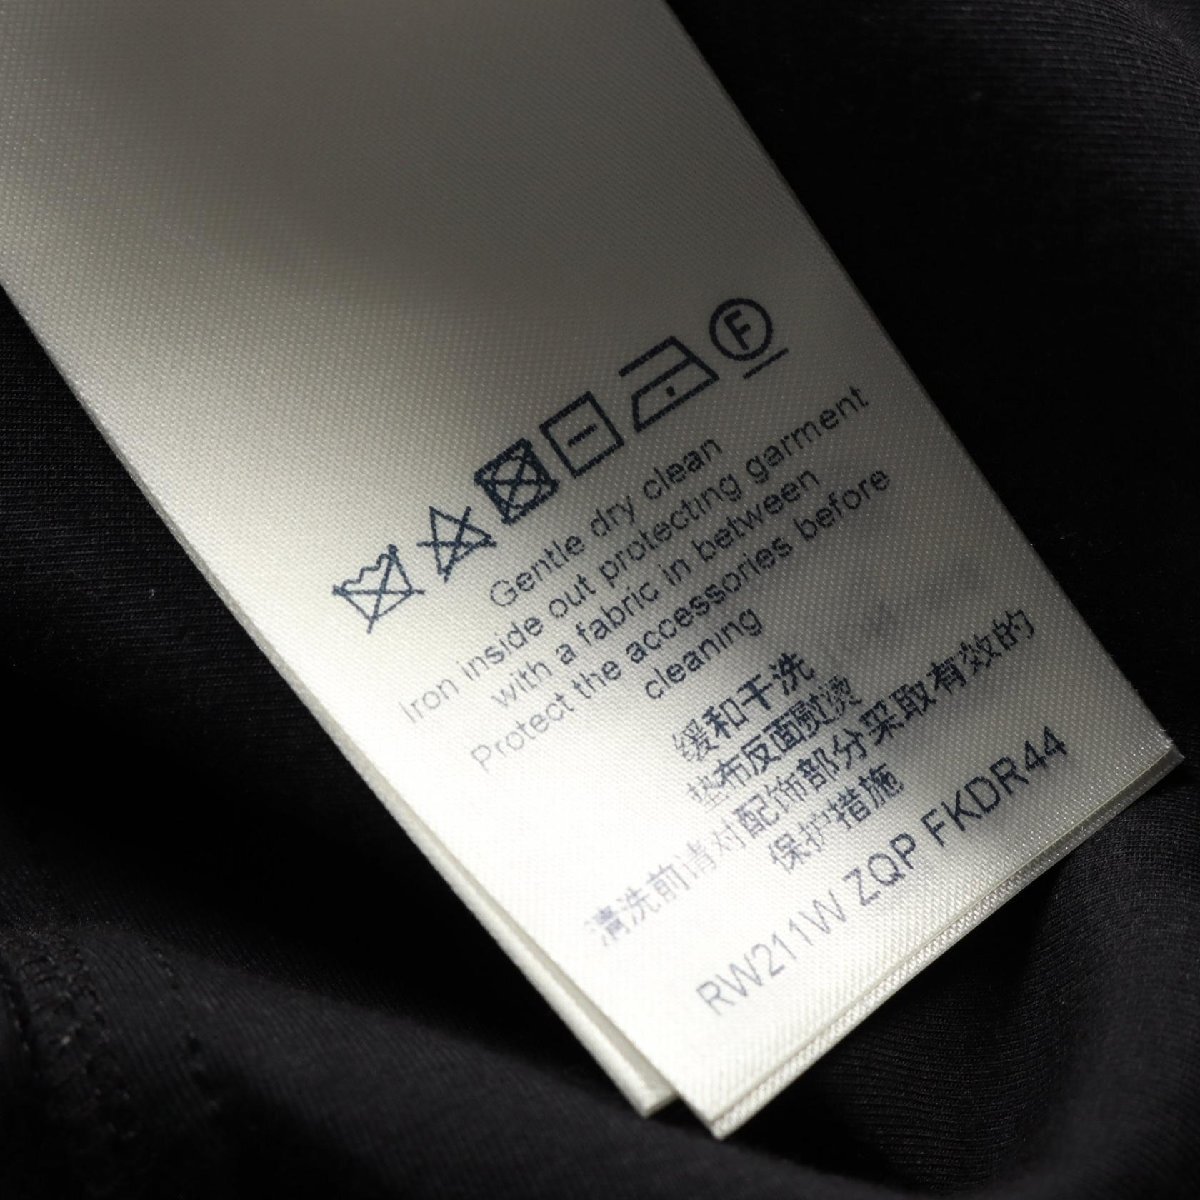 F
Gentle dry clean
Iron inside out protecting garment
with a fabric in between
Protect the accessories before
cleaning
缓和干洗
垫布反面熨烫
清洗前请对配饰部分采取有效的
保护措施
RW211W ZQP FKDR44